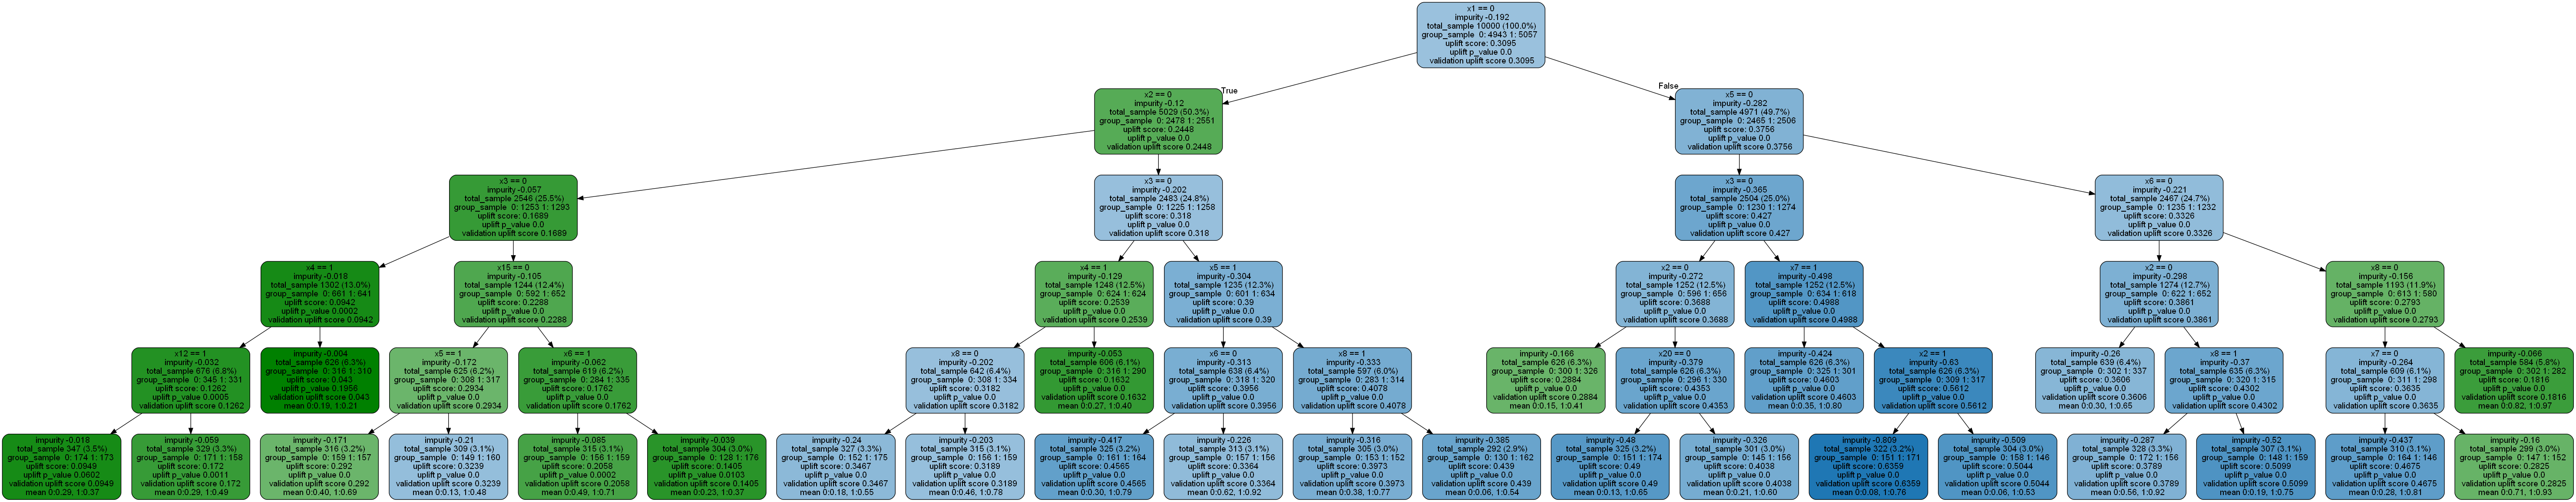 x1 == 0
impurity -0.192
total_sample 10000 (100.0%)
group_sample 0: 4943 1: 5057
uplift score: 0.3095
uplift p_value 0.0
validation uplift score 0.3095
True
False
x2 == 0
impurity -0.12
total_sample 5029 (50.3%)
group_sample 0: 2478 1: 2551
uplift score: 0.2448
uplift p_value 0.0
validation uplift score 0.2448
x5 == 0
impurity -0.282
total_sample 4971 (49.7%)
group_sample 0: 2465 1: 2506
uplift score: 0.3756
uplift p_value 0.0
validation uplift score 0.3756
x3 == 0
impurity -0.057
total_sample 2546 (25.5%)
group_sample 0: 1253 1: 1293
uplift score: 0.1689
uplift p_value 0.0
validation uplift score 0.1689
x3 == 0
impurity -0.202
total_sample 2483 (24.8%)
group_sample 0: 1225 1: 1258
uplift score: 0.318
uplift p_value 0.0
validation uplift score 0.318
x3 == 0
impurity -0.365
total_sample 2504 (25.0%)
group_sample 0: 1230 1: 1274
uplift score: 0.427
uplift p_value 0.0
validation uplift score 0.427
x6 == 0
impurity -0.221
total_sample 2467 (24.7%)
group_sample 0: 1235 1: 1232
uplift score: 0.3326
uplift p_value 0.0
validation uplift score 0.3326
x4 == 1
impurity -0.018
total_sample 1302 (13.0%)
group_sample 0: 661 1: 641
uplift score: 0.0942
uplift p_value 0.0002
validation uplift score 0.0942
x15 == 0
impurity -0.105
total_sample 1244 (12.4%)
group_sample 0: 592 1: 652
uplift score: 0.2288
uplift p_value 0.0
validation uplift score 0.2288
x4 == 1
impurity -0.129
total_sample 1248 (12.5%)
group_sample 0: 624 1: 624
uplift score: 0.2539
uplift p_value 0.0
validation uplift score 0.2539
x5 == 1
impurity -0.304
total_sample 1235 (12.3%)
group_sample 0: 601 1: 634
uplift score: 0.39
uplift p_value 0.0
validation uplift score 0.39
x2 == 0
impurity -0.272
total_sample 1252 (12.5%)
group_sample 0: 596 1: 656
uplift score: 0.3688
uplift p_value 0.0
validation uplift score 0.3688
x7 == 1
impurity -0.498
total_sample 1252 (12.5%)
group_sample 0: 634 1: 618
uplift score: 0.4988
uplift p_value 0.0
validation uplift score 0.4988
x2 == 0
impurity -0.298
total_sample 1274 (12.7%)
group_sample 0: 622 1: 652
uplift score: 0.3861
uplift p_value 0.0
validation uplift score 0.3861
x8 == 0
impurity -0.156
total_sample 1193 (11.9%)
group_sample 0: 613 1: 580
uplift score: 0.2793
uplift p_value 0.0
validation uplift score 0.2793
x12 == 1
impurity -0.032
total_sample 676 (6.8%)
group_sample 0: 345 1: 331
uplift score: 0.1262
uplift p_value 0.0005
validation uplift score 0.1262
impurity -0.004
total_sample 626 (6.3%)
group_sample 0: 316 1: 310
uplift score: 0.043
uplift p_value 0.1956
validation uplift score 0.043
mean 0:0.19, 1:0.21
x5 == 1
impurity -0.172
total_sample 625 (6.2%)
group_sample 0: 308 1: 317
uplift score: 0.2934
uplift p_value 0.0
validation uplift score 0.2934
x6 == 1
impurity -0.062
total_sample 619 (6.2%)
group_sample 0: 284 1: 335
uplift score: 0.1762
uplift p_value 0.0
validation uplift score 0.1762
x8 == 0
impurity -0.202
total_sample 642 (6.4%)
group_sample 0: 308 1: 334
uplift score: 0.3182
uplift p_value 0.0
validation uplift score 0.3182
impurity -0.053
total_sample 606 (6.1%)
group_sample 0: 316 1: 290
uplift score: 0.1632
uplift p_value 0.0
validation uplift score 0.1632
mean 0:0.27, 1:0.40
x6 == 0
impurity -0.313
total_sample 638 (6.4%)
group_sample 0: 318 1: 320
uplift score: 0.3956
uplift p_value 0.0
validation uplift score 0.3956
x8 == 1
impurity -0.333
total_sample 597 (6.0%)
group_sample 0: 283 1: 314
uplift score: 0.4078
uplift p_value 0.0
validation uplift score 0.4078
impurity -0.166
total_sample 626 (6.3%)
group_sample 0: 300 1: 326
uplift score: 0.2884
uplift p_value 0.0
validation uplift score 0.2884
mean 0:0.15, 1:0.41
x20 == 0
impurity -0.379
total_sample 626 (6.3%)
group_sample 0: 296 1: 330
uplift score: 0.4353
uplift p_value 0.0
validation uplift score 0.4353
impurity -0.424
total_sample 626 (6.3%)
group_sample 0: 325 1: 301
uplift score: 0.4603
uplift p_value 0.0
validation uplift score 0.4603
mean 0:0.35, 1:0.80
x2 == 1
impurity -0.63
total_sample 626 (6.3%)
group_sample 0: 309 1: 317
uplift score: 0.5612
uplift p_value 0.0
validation uplift score 0.5612
impurity -0.26
total_sample 639 (6.4%)
group_sample 0: 302 1: 337
uplift score: 0.3606
uplift p_value 0.0
validation uplift score 0.3606
mean 0:0.30, 1:0.65
x8 == 1
impurity -0.37
total_sample 635 (6.3%)
group_sample 0: 320 1: 315
uplift score: 0.4302
uplift p_value 0.0
validation uplift score 0.4302
x7 == 0
impurity -0.264
total_sample 609 (6.1%)
group_sample 0: 311 1: 298
uplift score: 0.3635
uplift p_value 0.0
validation uplift score 0.3635
impurity -0.066
total_sample 584 (5.8%)
group_sample 0: 302 1: 282
uplift score: 0.1816
uplift p_value 0.0
validation uplift score 0.1816
mean 0:0.82, 1:0.97
impurity -0.018
total_sample 347 (3.5%)
group_sample 0: 174 1: 173
uplift score: 0.0949
uplift p_value 0.0602
validation uplift score 0.0949
mean 0:0.29, 1:0.37
impurity -0.059
total_sample 329 (3.3%)
group_sample 0: 171 1: 158
uplift score: 0.172
uplift p_value 0.0011
validation uplift score 0.172
mean 0:0.29, 1:0.49
impurity -0.171
total_sample 316 (3.2%)
group_sample 0: 159 1: 157
uplift score: 0.292
uplift p_value 0.0
validation uplift score 0.292
mean 0:0.40, 1:0.69
impurity -0.21
total_sample 309 (3.1%)
group_sample 0: 149 1: 160
uplift score: 0.3239
uplift p_value 0.0
validation uplift score 0.3239
mean 0:0.13, 1:0.48
impurity -0.085
total_sample 315 (3.1%)
group_sample 0: 156 1: 159
uplift score: 0.2058
uplift p_value 0.0002
validation uplift score 0.2058
mean 0:0.49, 1:0.71
impurity -0.039
total_sample 304 (3.0%)
group_sample 0: 128 1: 176
uplift score: 0.1405
uplift p_value 0.0103
validation uplift score 0.1405
mean 0:0.23, 1:0.37
impurity -0.24
total_sample 327 (3.3%)
group_sample 0: 152 1: 175
uplift score: 0.3467
uplift p_value 0.0
validation uplift score 0.3467
mean 0:0.18, 1:0.55
impurity -0.203
total_sample 315 (3.1%)
group_sample 0: 156 1: 159
uplift score: 0.3189
uplift p_value 0.0
validation uplift score 0.3189
mean 0:0.46, 1:0.78
impurity -0.417
total_sample 325 (3.2%)
group_sample 0: 161 1: 164
uplift score: 0.4565
uplift p_value 0.0
validation uplift score 0.4565
mean 0:0.30, 1:0.79
impurity -0.226
total_sample 313 (3.1%)
group_sample 0: 157 1: 156
uplift score: 0.3364
uplift p_value 0.0
validation uplift score 0.3364
mean 0:0.62, 1:0.92
impurity -0.316
total_sample 305 (3.0%)
group_sample 0: 153 1: 152
uplift score: 0.3973
uplift p_value 0.0
validation uplift score 0.3973
mean 0:0.38, 1:0.77
impurity -0.385
total_sample 292 (2.9%)
group_sample 0: 130 1: 162
uplift score: 0.439
uplift p_value 0.0
validation uplift score 0.439
mean 0:0.06, 1:0.54
impurity -0.48
total_sample 325 (3.2%)
group_sample 0: 151 1: 174
uplift score: 0.49
uplift p_value 0.0
validation uplift score 0.49
mean 0:0.13, 1:0.65
impurity -0.326
total_sample 301 (3.0%)
group_sample 0: 145 1: 156
uplift score: 0.4038
uplift p_value 0.0
validation uplift score 0.4038
mean 0:0.21, 1:0.60
impurity -0.809
total_sample 322 (3.2%)
group_sample 0: 151 1: 171
uplift score: 0.6359
uplift p_value 0.0
validation uplift score 0.6359
mean 0:0.08, 1:0.76
impurity -0.509
total_sample 304 (3.0%)
group_sample 0: 158 1: 146
uplift score: 0.5044
uplift p_value 0.0
validation uplift score 0.5044
mean 0:0.06, 1:0.53
impurity -0.287
total_sample 328 (3.3%)
group_sample 0: 172 1: 156
uplift score: 0.3789
uplift p_value 0.0
validation uplift score 0.3789
mean 0:0.56, 1:0.92
impurity -0.52
total_sample 307 (3.1%)
group_sample 0: 148 1: 159
uplift score: 0.5099
uplift p_value 0.0
validation uplift score 0.5099
mean 0:0.19, 1:0.75
impurity -0.437
total_sample 310 (3.1%)
group_sample 0: 164 1: 146
uplift score: 0.4675
uplift p_value 0.0
validation uplift score 0.4675
mean 0:0.28, 1:0.81
impurity -0.16
total_sample 299 (3.0%)
group_sample 0: 147 1: 152
uplift score: 0.2825
uplift p_value 0.0
validation uplift score 0.2825
mean 0:0.71, 1:0.93